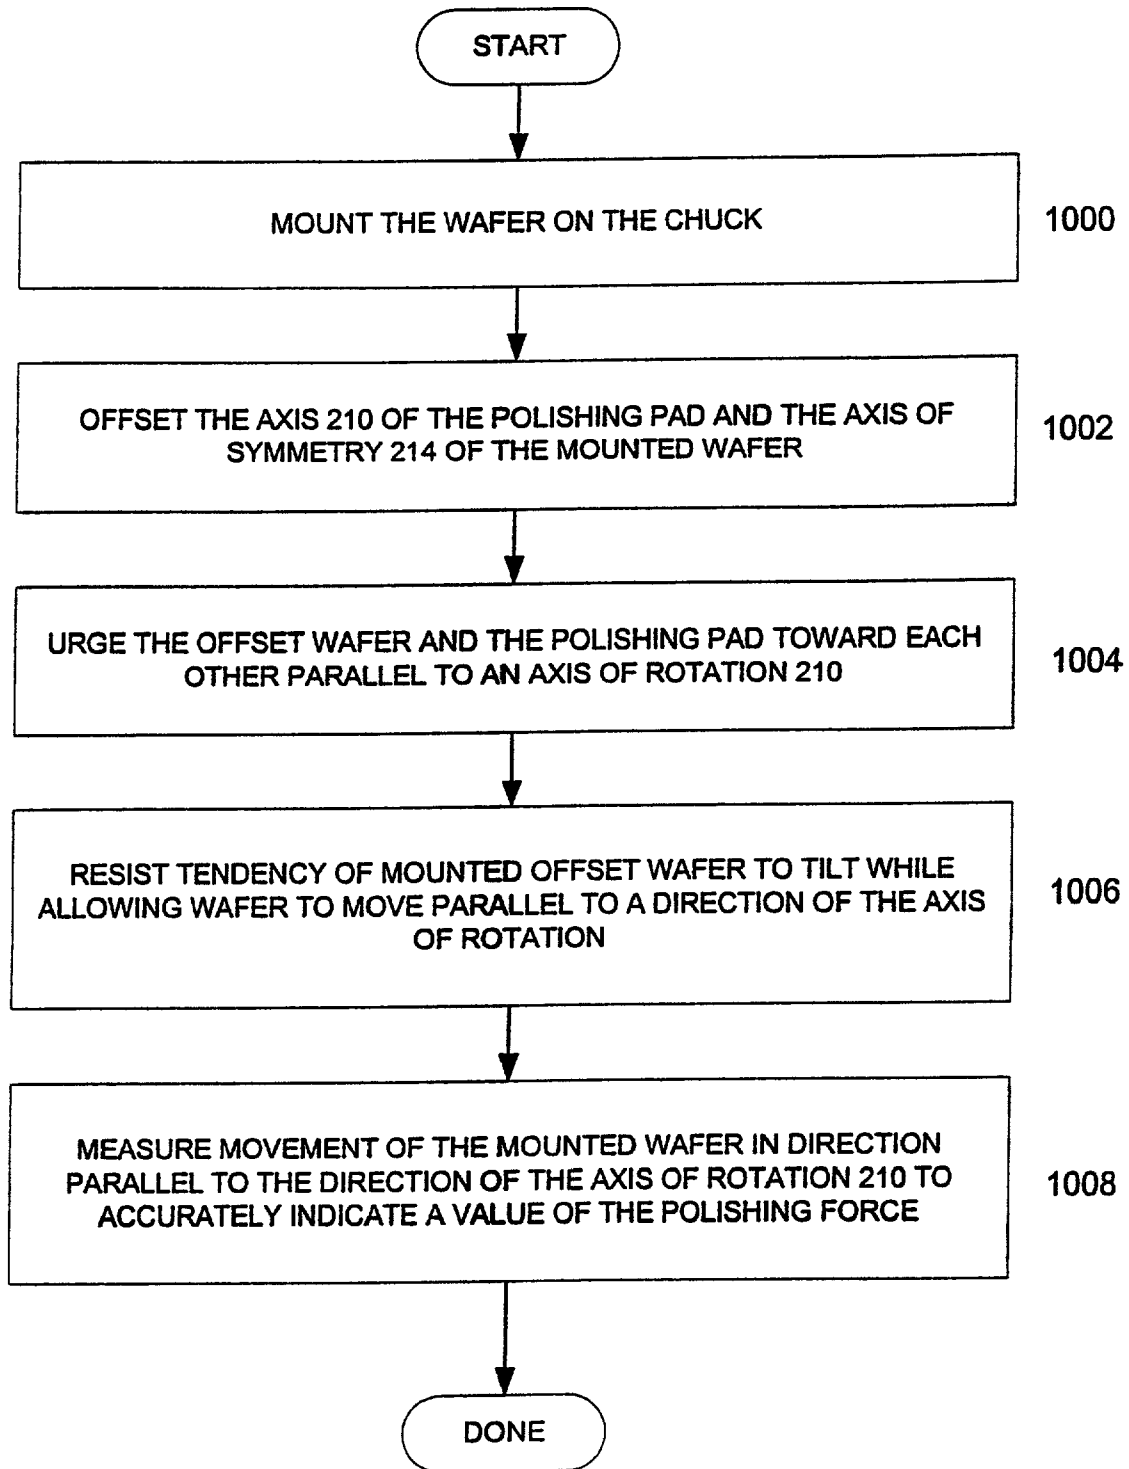 START
MOUNT THE WAFER ON THE CHUCK
1000
OFFSET THE AXIS 210 OF THE POLISHING PAD AND THE AXIS OF
SYMMETRY 214 OF THE MOUNTED WAFER
1002
URGE THE OFFSET WAFER AND THE POLISHING PAD TOWARD EACH
OTHER PARALLEL TO AN AXIS OF ROTATION 210
1004
RESIST TENDENCY OF MOUNTED OFFSET WAFER TO TILT WHILE
ALLOWING WAFER TO MOVE PARALLEL TO A DIRECTION OF THE AXIS
OF ROTATION
1006
MEASURE MOVEMENT OF THE MOUNTED WAFER IN DIRECTION
PARALLEL TO THE DIRECTION OF THE AXIS OF ROTATION 210 TO
ACCURATELY INDICATE A VALUE OF THE POLISHING FORCE
1008
DONE